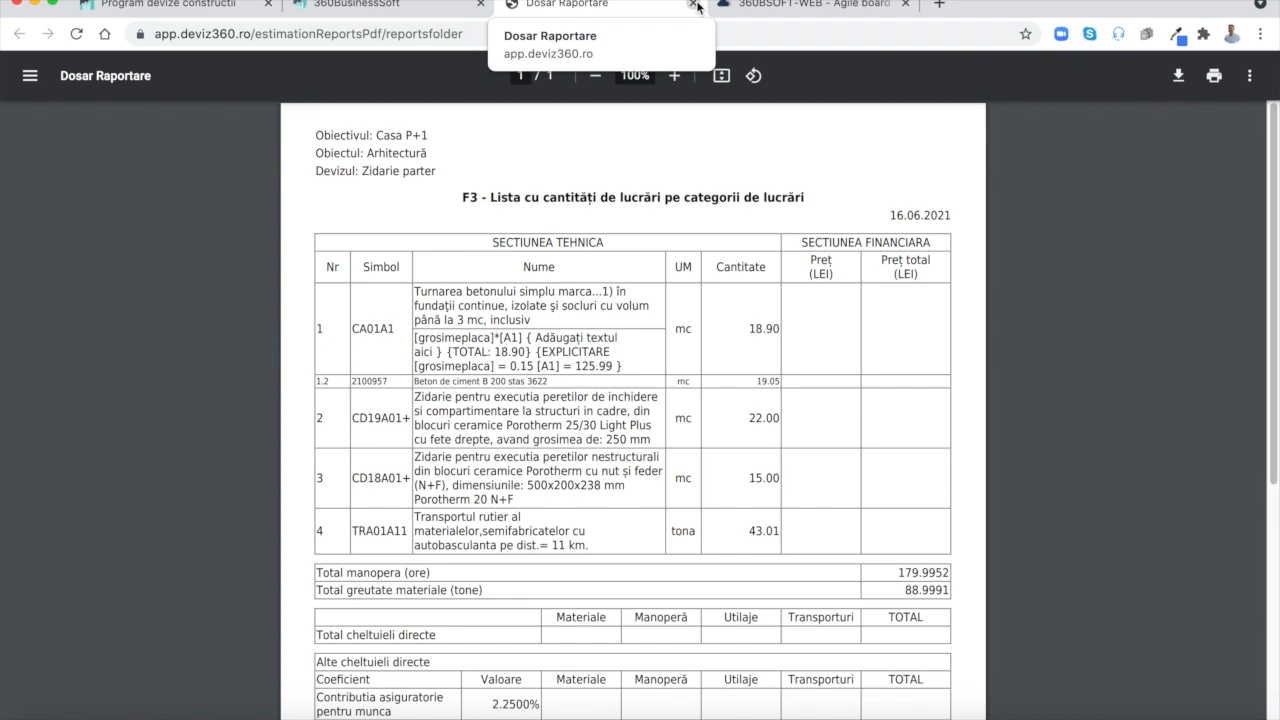 Program devize constructii
360BusinessSoft
Dosar Raportare
360BSOFT-WEB - Agile board
app.deviz360.ro/estimationReportsPdf/reportsfolder
Dosar Raportare
app.deviz360.ro
Dosar Raportare
1 / 1
100%
Obiectivul: Casa P+1
Obiectul: Arhitectură
Devizul: Zidarie parter
F3 - Lista cu cantități de lucrări pe categorii de lucrări
16.06.2021
SECTIUNEA TEHNICA SECTIUNEA FINANCIARA
Nr Simbol Nume UM Cantitate Preț (LEI) Preț total (LEI)
Turnarea betonului simplu marca...1) în
fundaţii continue, izolate şi socluri cu volum
până la 3 mc, inclusiv
1 CA01A1 mc 18.90
[grosimeplaca]*[A1] { Adăugați textul
aici } {TOTAL: 18.90} {EXPLICITARE
[grosimeplaca] = 0.15 [A1] = 125.99 }
1.2 2100957 Beton de ciment B 200 stas 3622 mc 19.05
Zidarie pentru executia peretilor de inchidere
si compartimentare la structuri in cadre, din
2 CD19A01+ blocuri ceramice Porotherm 25/30 Light Plus mc 22.00
cu fete drepte, avand grosimea de: 250 mm
Zidarie pentru executia peretilor nestructurali
din blocuri ceramice Porotherm cu nut și feder
3 CD18A01+ (N+F), dimensiunile: 500x200x238 mm mc 15.00
Porotherm 20 N+F
Transportul rutier al
4 TRA01A11 materialelor,semifabricatelor cu tona 43.01
autobasculanta pe dist.= 11 km.
Total manopera (ore) 179.9952
Total greutate materiale (tone) 88.9991
Materiale Manoperă Utilaje Transporturi TOTAL
Total cheltuieli directe
Alte cheltuieli directe
Coeficient Valoare Materiale Manoperă Utilaje Transporturi TOTAL
Contributia asiguratorie
pentru munca 2.2500%